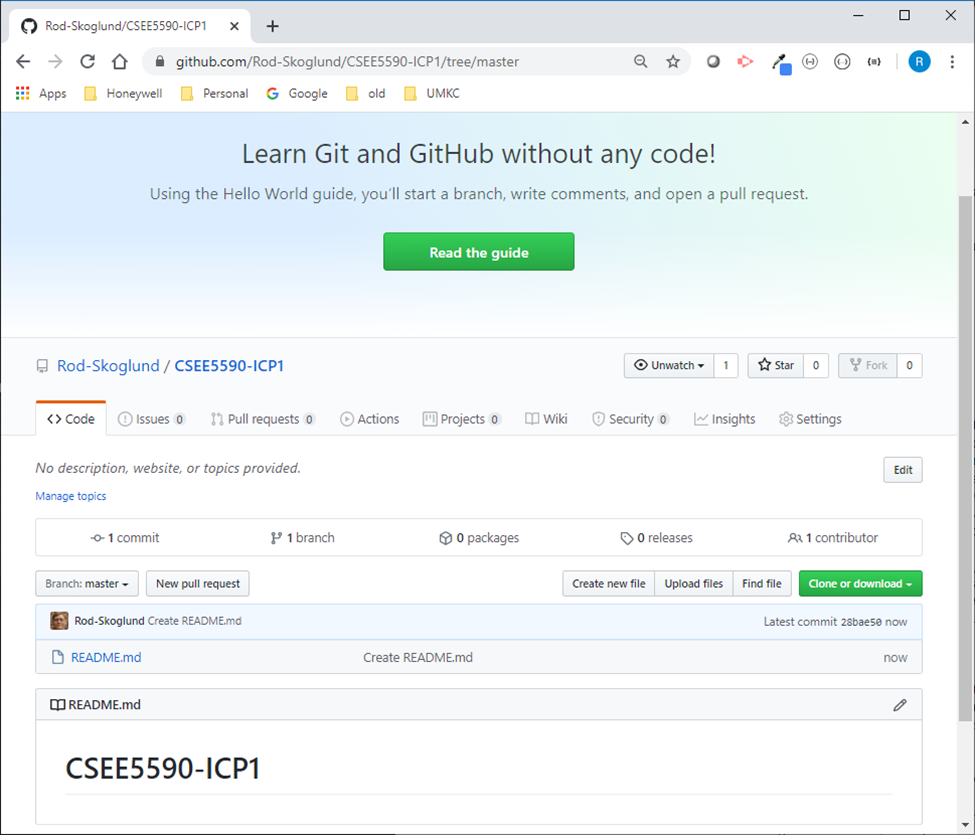 Rod-Skoglund/CSEE5590-ICP1
github.com/Rod-Skoglund/CSEE5590-ICP1/tree/master
R
Apps Honeywell Personal Google old UMKC
Learn Git and GitHub without any code!
Using the Hello World guide, you’ll start a branch, write comments, and open a pull request.
Read the guide
Rod-Skoglund / CSEE5590-ICP1 Unwatch 1 Star 0 Fork 0
Code Issues 0 Pull requests 0 Actions Projects 0 Wiki Security 0 Insights Settings
No description, website, or topics provided. Edit
Manage topics
1 commit 1 branch 0 packages 0 releases 1 contributor
Branch: master New pull request Create new file Upload files Find file Clone or download
Rod-Skoglund Create README.md Latest commit 28bae50 now
README.md Create README.md now
README.md
CSEE5590-ICP1